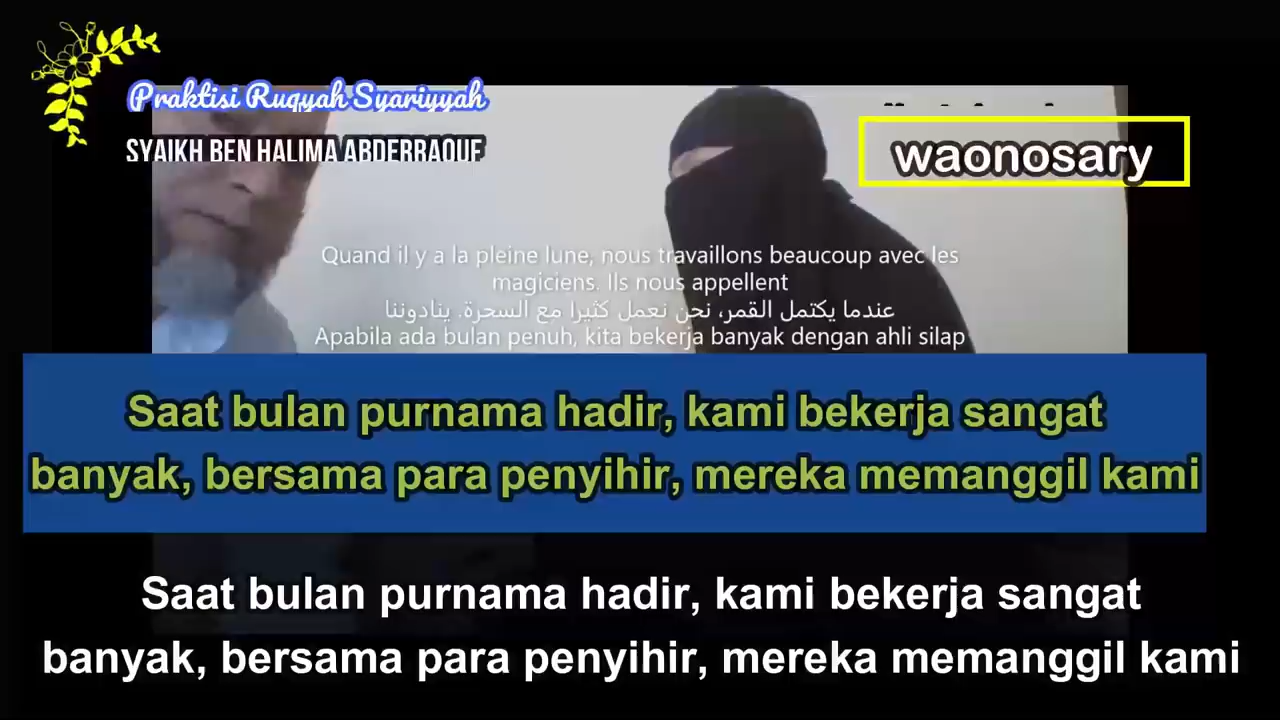 Praktisi Ruqyah Syariyyah
SYAIKH BEN HALIMA ABDERRAOUF
waonosary
Quand il y a la pleine lune, nous travaillons beaucoup avec les
magiciens. Ils nous appellent
عندما يكتمل القمر، نحن نعمل كثيرا مع السحرة. ينادوننا
Apabila ada bulan penuh, kita bekerja banyak dengan ahli silap
Saat bulan purnama hadir, kami bekerja sangat
banyak, bersama para penyihir, mereka memanggil kami
Saat bulan purnama hadir, kami bekerja sangat
banyak, bersama para penyihir, mereka memanggil kami